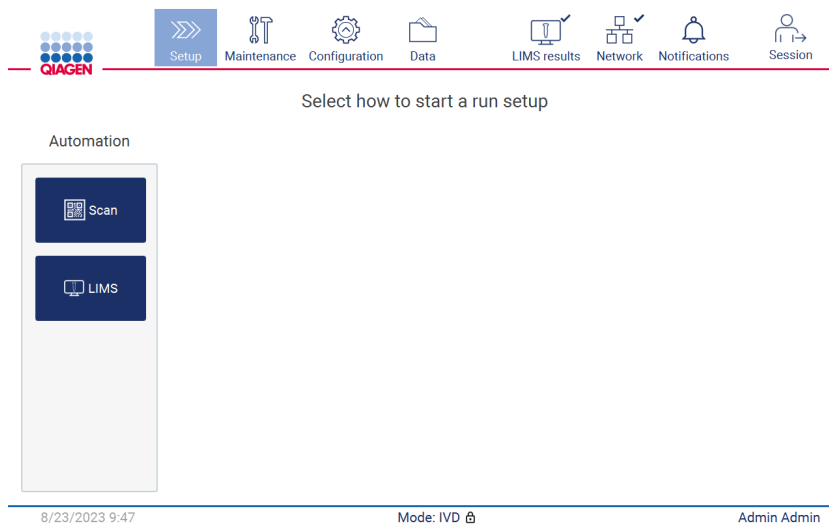 QIAGEN
Setup Maintenance Configuration Data LIMS results Network Notifications Session
Select how to start a run setup
Automation
Scan
LIMS
8/23/2023 9:47 Mode: IVD Admin Admin